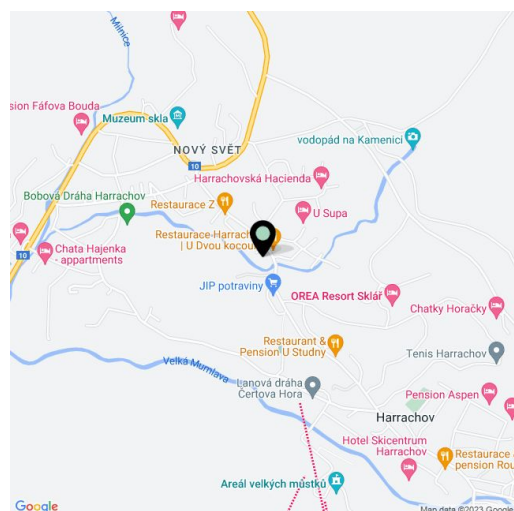 Milnice
sion Fáfova Bouda
Muzeum skla
vodopád na Kamenici
NOVÝ SVĚT
10
Harrachovská Hacienda
Bobová Dráha Harrachov
Restaurace Z
U Supa
Restaurace Harrach
| U Dvou kocou
10
Chata Hajenka
- appartments
JIP potraviny
OREA Resort Sklář
Chatky Horačky
Restaurant &
Pension U Studny
Tenis Harrachov
Velká Mumlava
Lanová dráha
Čertova Hora
Pension Aspen
Harrachov
Hotel Skicentrum
Harrachov
Restaurace
pension Rou
Areál velkých můstků
Google
Map data ©2023 Google